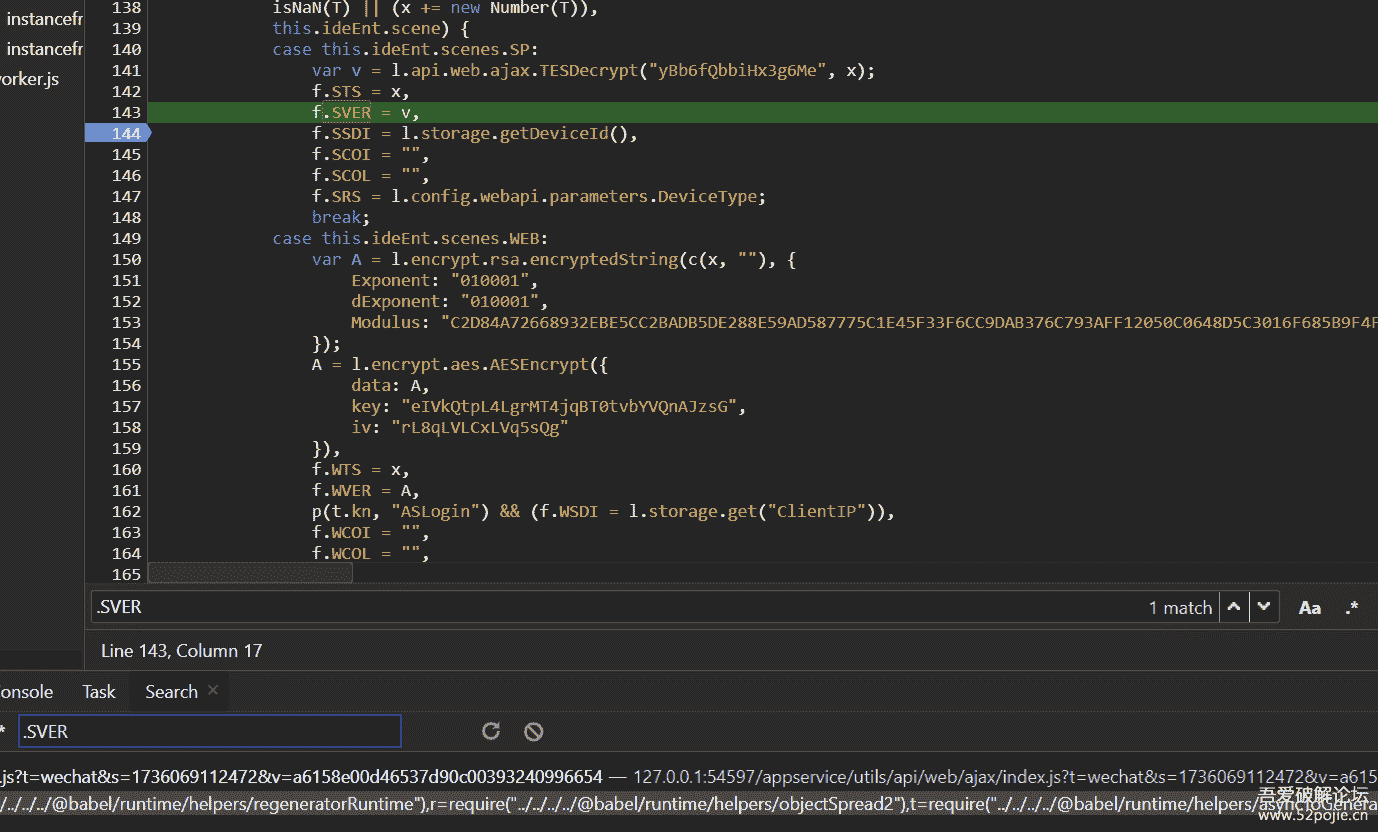 instancefr
instancefr
orker.js
138 isNaN(T) || (x += new Number(T)),
139 this.ideEnt.scene) {
140 case this.ideEnt.scenes.SP:
141 var v = l.api.web.ajax.TESDecrypt("yBb6fQbbiHx3g6Me", x);
142 f.STS = x,
143 f.SVER = v,
144 f.SSDI = l.storage.getDeviceId(),
145 f.SCOI = "",
146 f.SCOL = "",
147 f.SRS = l.config.webapi.parameters.DeviceType;
148 break;
149 case this.ideEnt.scenes.WEB:
150 var A = l.encrypt.rsa.encryptedString(c(x, ""), {
151 Exponent: "010001",
152 dExponent: "010001",
153 Modulus: "C2D84A72668932EBE5CC2BADB5DE288E59AD587775C1E45F33F6CC9DAB376C793AFF12050C0648D5C3016F685B9F4F
154 });
155 A = l.encrypt.aes.AESEncrypt({
156 data: A,
157 key: "eIVkQtpL4LgrMT4jqBT0tvbYVQnAJzsG",
158 iv: "rL8qLVLCxLVq5sQg"
159 }),
160 f.WTS = x,
161 f.WVER = A,
162 p(t.kn, "ASLogin") && (f.WSDI = l.storage.get("ClientIP")),
163 f.WCOI = "",
164 f.WCOL = "",
165
.SVER 1 match Aa .*
Line 143, Column 17
onsole Task Search ×
* .SVER
.js?t=wechat&s=1736069112472&v=a6158e00d46537d90c00393240996654 — 127.0.0.1:54597/appservice/utils/api/web/ajax/index.js?t=wechat&s=1736069112472&v=a615
/../../../@babel/runtime/helpers/regeneratorRuntime"),r=require("../../../../@babel/runtime/helpers/objectSpread2"),t=require("../../../../@babel/runtime/helpers/asyncToGenera
吾爱破解论坛
www.52pojie.cn